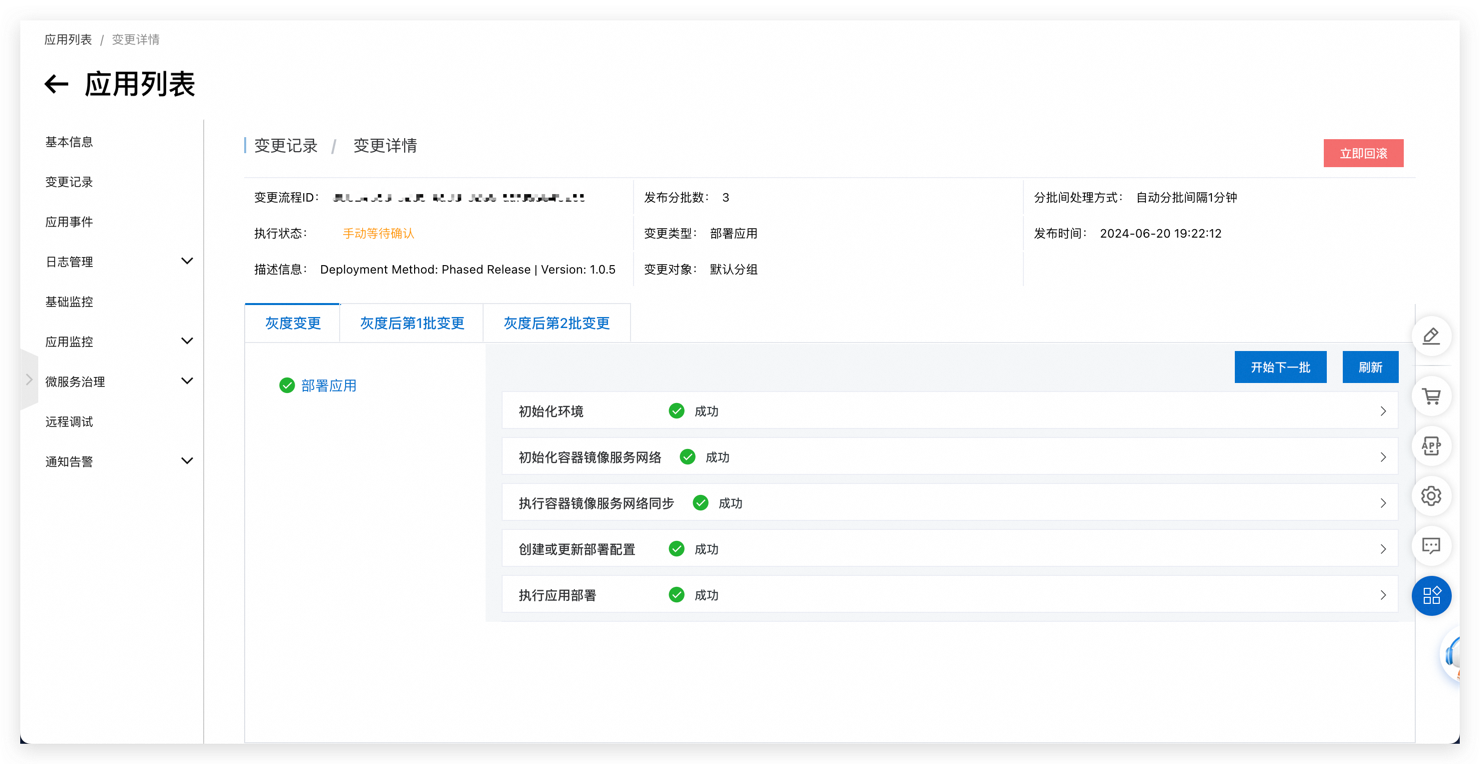 应用列表 / 变更详情
← 应用列表
基本信息
变更记录
应用事件
日志管理
基础监控
应用监控
微服务治理
远程调试
通知告警
变更记录 / 变更详情
立即回滚
变更流程ID：
发布分批数： 3
分批间处理方式： 自动分批间隔1分钟
执行状态： 手动等待确认
变更类型： 部署应用
发布时间： 2024-06-20 19:22:12
描述信息： Deployment Method: Phased Release | Version: 1.0.5
变更对象： 默认分组
灰度变更 灰度后第1批变更 灰度后第2批变更
部署应用
开始下一批 刷新
初始化环境 成功
初始化容器镜像服务网络 成功
执行容器镜像服务网络同步 成功
创建或更新部署配置 成功
执行应用部署 成功
APP